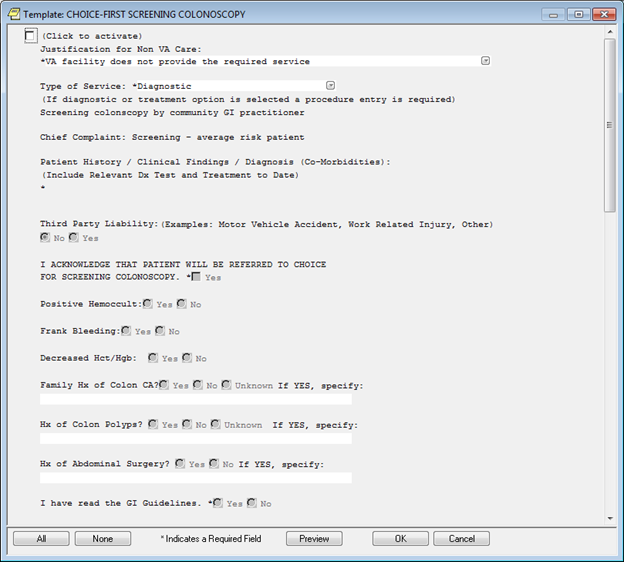 Template: CHOICE-FIRST SCREENING COLONOSCOPY
(Click to activate)
Justification for Non VA Care:
*VA facility does not provide the required service
Type of Service: *Diagnostic
(If diagnostic or treatment option is selected a procedure entry is required)
Screening colonscopy by community GI practitioner
Chief Complaint: Screening - average risk patient
Patient History / Clinical Findings / Diagnosis (Co-Morbidities):
(Include Relevant Dx Test and Treatment to Date)
*
Third Party Liability:(Examples: Motor Vehicle Accident, Work Related Injury, Other)
No Yes
I ACKNOWLEDGE THAT PATIENT WILL BE REFERRED TO CHOICE
FOR SCREENING COLONOSCOPY. * Yes
Positive Hemoccult: Yes No
Frank Bleeding: Yes No
Decreased Hct/Hgb: Yes No
Family Hx of Colon CA? Yes No Unknown If YES, specify:
Hx of Colon Polyps? Yes No Unknown If YES, specify:
Hx of Abdominal Surgery? Yes No If YES, specify:
I have read the GI Guidelines. * Yes No
All None * Indicates a Required Field Preview OK Cancel